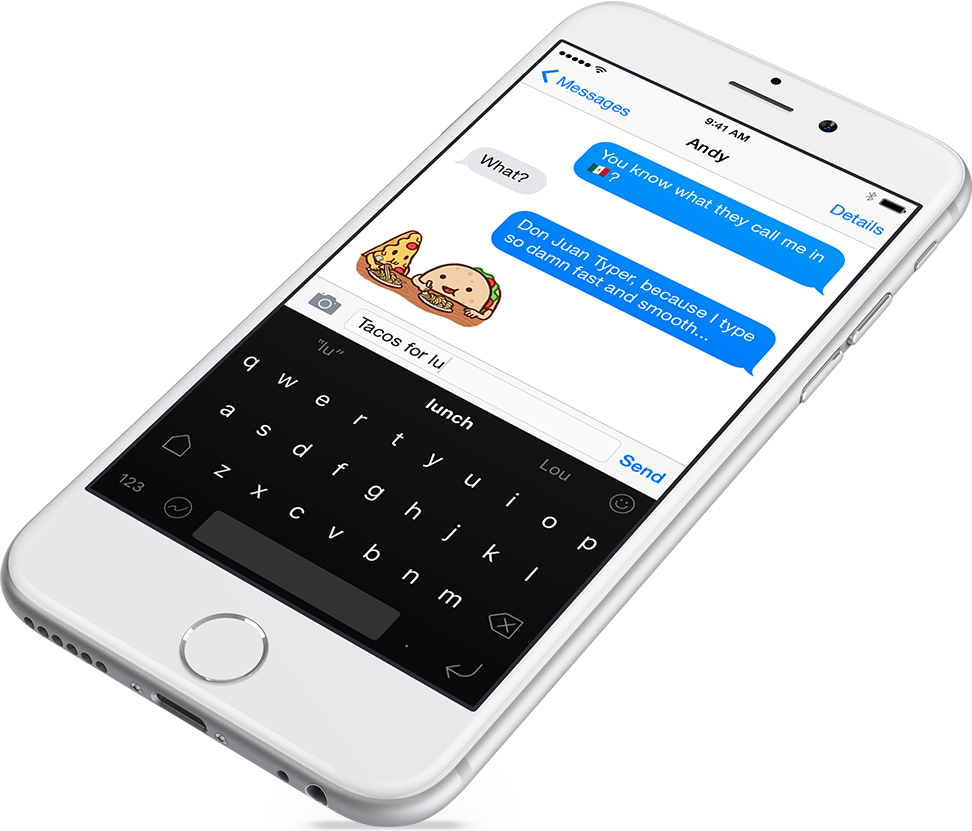 Messages
9:41 AM
Andy
Details
You know what they call me in
🇲🇽?
What?
Don Juan Typer, because I type
so damn fast and smooth...
Tacos for lu
Send
"lu"
lunch
Lou
q w e r t y u i o p
a s d f g h j k l
z x c v b n m
123
.